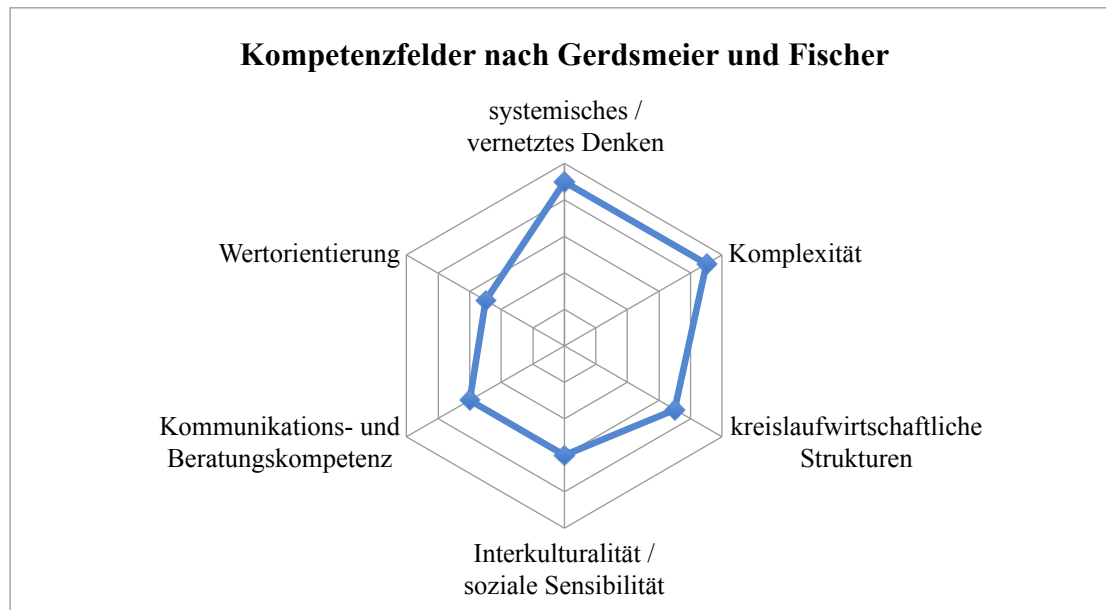 Kompetenzfelder nach Gerdsmeier und Fischer
systemisches /
vernetztes Denken
Wertorientierung
Komplexität
Kommunikations- und
Beratungskompetenz
kreislaufwirtschaftliche
Strukturen
Interkulturalität /
soziale Sensibilität